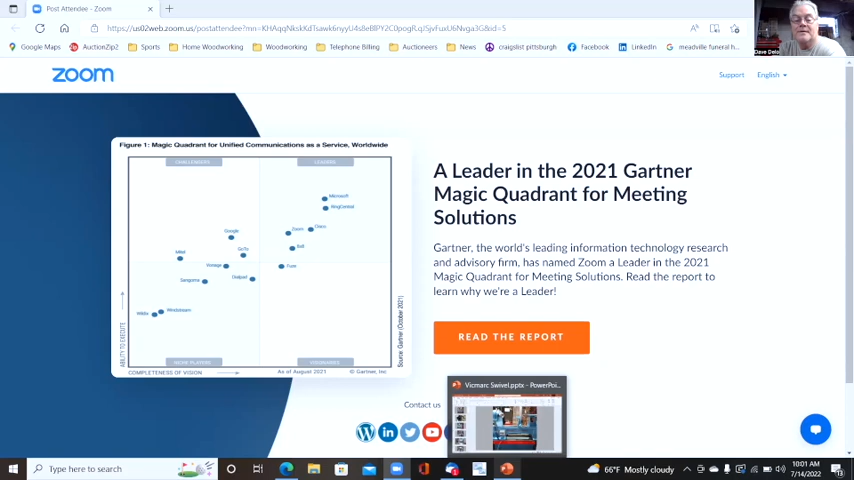 Post Attendee - Zoom
https://us02web.zoom.us/postattendee?mn=
Google Maps
AuctionZip2
Sports
Home Woodworking
Woodworking
Telephone Billing
Auctioneers
News
craigslist pittsburgh
Facebook
LinkedIn
meadville funeral h...
Dave Delo
zoom
Support
English
Figure 1: Magic Quadrant for Unified Communications as a Service, Worldwide
CHALLENGERS
LEADERS
Microsoft
RingCentral
Google
Zoom
Cisco
Mitel
GoTo
8x8
Vonage
Fuze
Sangoma
Dialpad
Wildix
Windstream
ABILITY TO EXECUTE
NICHE PLAYERS
VISIONARIES
COMPLETENESS OF VISION
As of August 2021
© Gartner, Inc
Source: Gartner (October 2021)
A Leader in the 2021 Gartner
Magic Quadrant for Meeting
Solutions
Gartner, the world's leading information technology research
and advisory firm, has named Zoom a Leader in the 2021
Magic Quadrant for Meeting Solutions. Read the report to
learn why we're a Leader!
READ THE REPORT
Vicmarc Swivel.pptx - PowerPoi...
Contact us
Type here to search
66°F Mostly cloudy
10:01 AM
7/14/2022